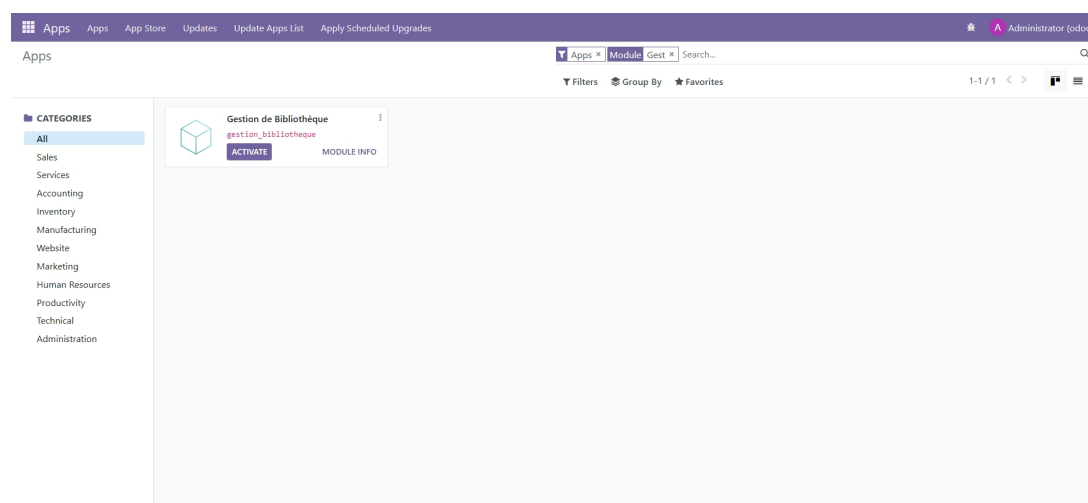 Apps Apps App Store Updates Update Apps List Apply Scheduled Upgrades A Administrator (odoo
Apps Apps × Module Gest × Search...
Filters Group By Favorites 1-1 / 1
CATEGORIES
All
Sales
Services
Accounting
Inventory
Manufacturing
Website
Marketing
Human Resources
Productivity
Technical
Administration
Gestion de Bibliothèque
gestion_bibliotheque
ACTIVATE MODULE INFO